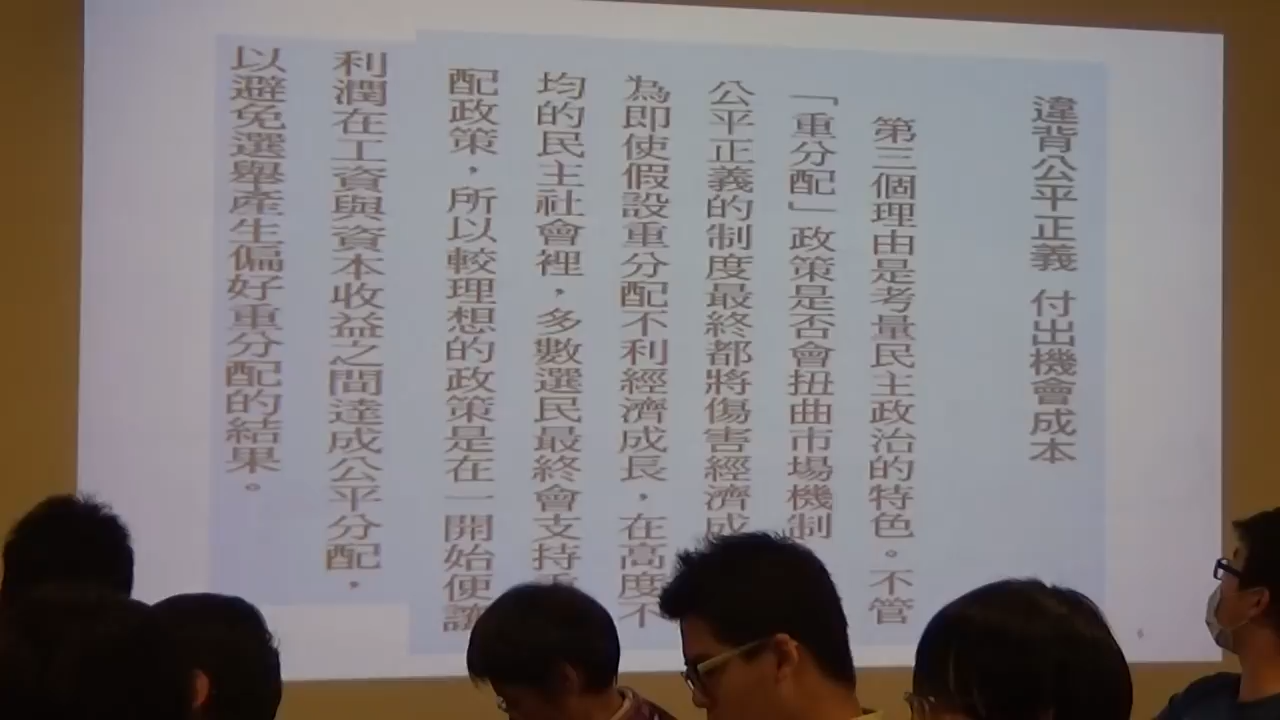 違背公平正義 付出機會成本
第三個理由是考量民主政治的特色。不管
「重分配」政策是否會扭曲市場機制
公平正義的制度最終都將傷害經濟成
為即使假設重分配不利經濟成長，在高度不
均的民主社會裡，多數選民最終會支持
配政策，所以較理想的政策是在一開始便讓
利潤在工資與資本收益之間達成公平分配，
以避免選舉產生偏好重分配的結果。